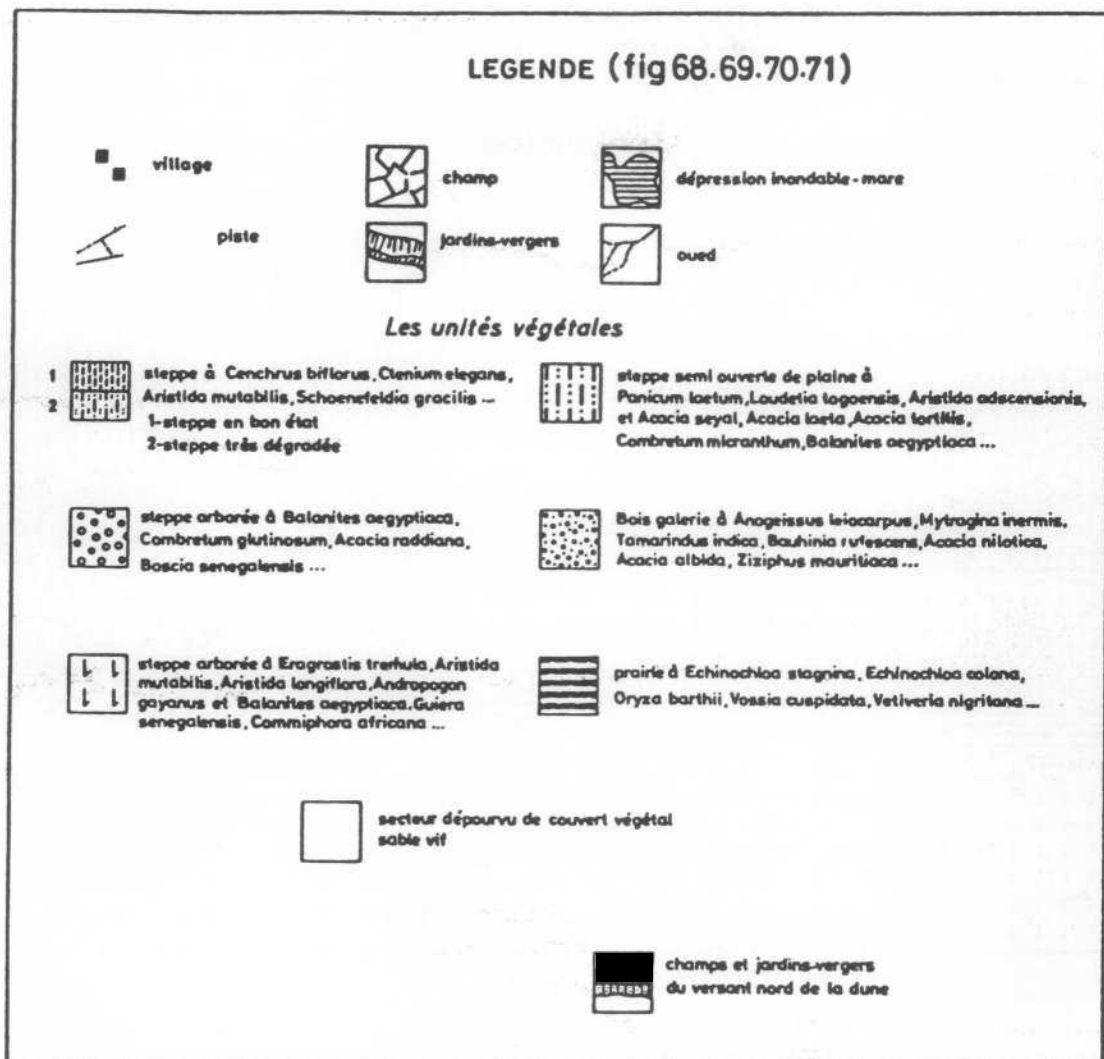 LEGENDE (fig 68.69.70.71)
village
champ
dépression inondable - mare
piste
jardins-vergers
oued
Les unités végétales
1
2
steppe à Cenchrus biflorus, Ctenium elegans,
Aristida mutabilis, Schoenefeldia gracilis ...
1-steppe en bon état
2-steppe très dégradée
steppe semi ouverte de plaine à
Panicum laetum, Loudetia togoensis, Aristida adscensionis,
et Acacia seyal, Acacia laeta, Acacia tortilis,
Combretum micranthum, Balanites aegyptiaca ...
steppe arborée à Balanites aegyptiaca,
Combretum glutinosum, Acacia raddiana,
Boscia senegalensis ...
Bois galerie à Anogeissus leiocarpus, Mytragina inermis,
Tamarindus indica, Bauhinia rufescens, Acacia nilotica,
Acacia albida, Ziziphus mauritiaca ...
steppe arborée à Eragrostis tremula, Aristida
mutabilis, Aristida longiflora, Andropogon
gayanus et Balanites aegyptiaca, Guiera
senegalensis, Commiphora africana ...
prairie à Echinochloa stagnina, Echinochloa colona,
Oryza barthii, Vossia cuspidata, Vetiveria nigritana ...
secteur dépourvu de couvert végétal
sable vif
champs et jardins-vergers
du versant nord de la dune